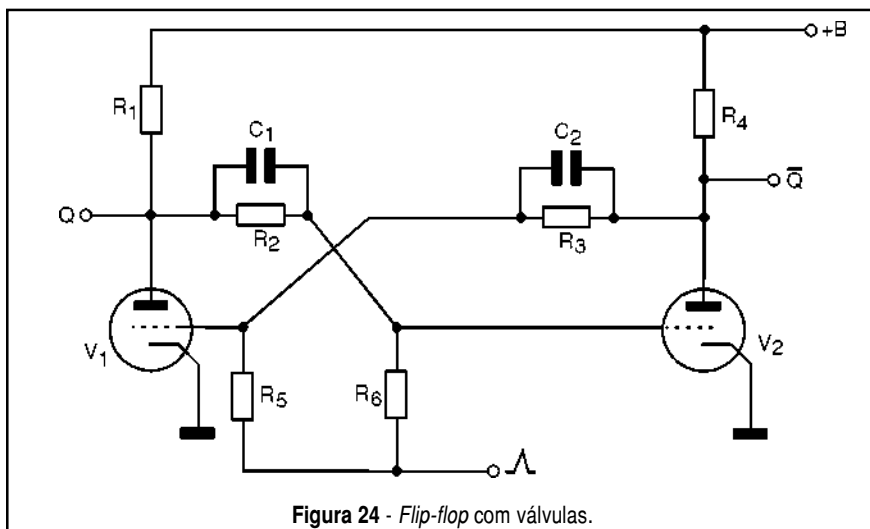 +B
R1
R4
C1
C2
Q
Q̅
R2
R3
V1
V2
R5
R6
Figura 24 - Flip-flop com válvulas.